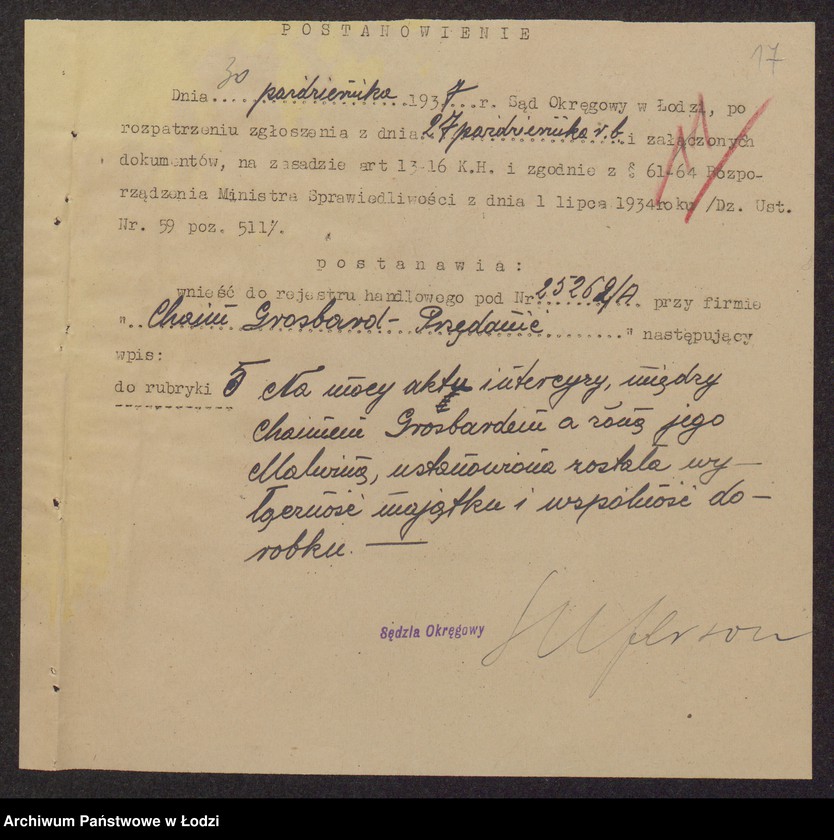 POSTANOWIENIE
17
Dnia 30 października 1937 r. Sąd Okręgowy w Łodzi, po
rozpatrzeniu zgłoszenia z dnia 27 października r.b. i załączonych
dokumentów, na zasadzie art 13-16 K.H. i zgodnie z § 61-64 Rozpo-
rządzenia Ministra Sprawiedliwości z dnia 1 lipca 1934 roku /Dz. Ust.
Nr. 59 poz. 511/.
postanawia:
wnieść do rejestru handlowego pod Nr 25262/A przy firmie
"Chaim Grosbard - Przędanić" następujący
wpis:
do rubryki 5 Na mocy aktu intercyzy, między
Chaimem Grosbardem a żoną jego
Malwiną, ustanowiona została wy-
łączność majątku i wspólność do-
robku. —
Sędzia Okręgowy
Archiwum Państwowe w Łodzi